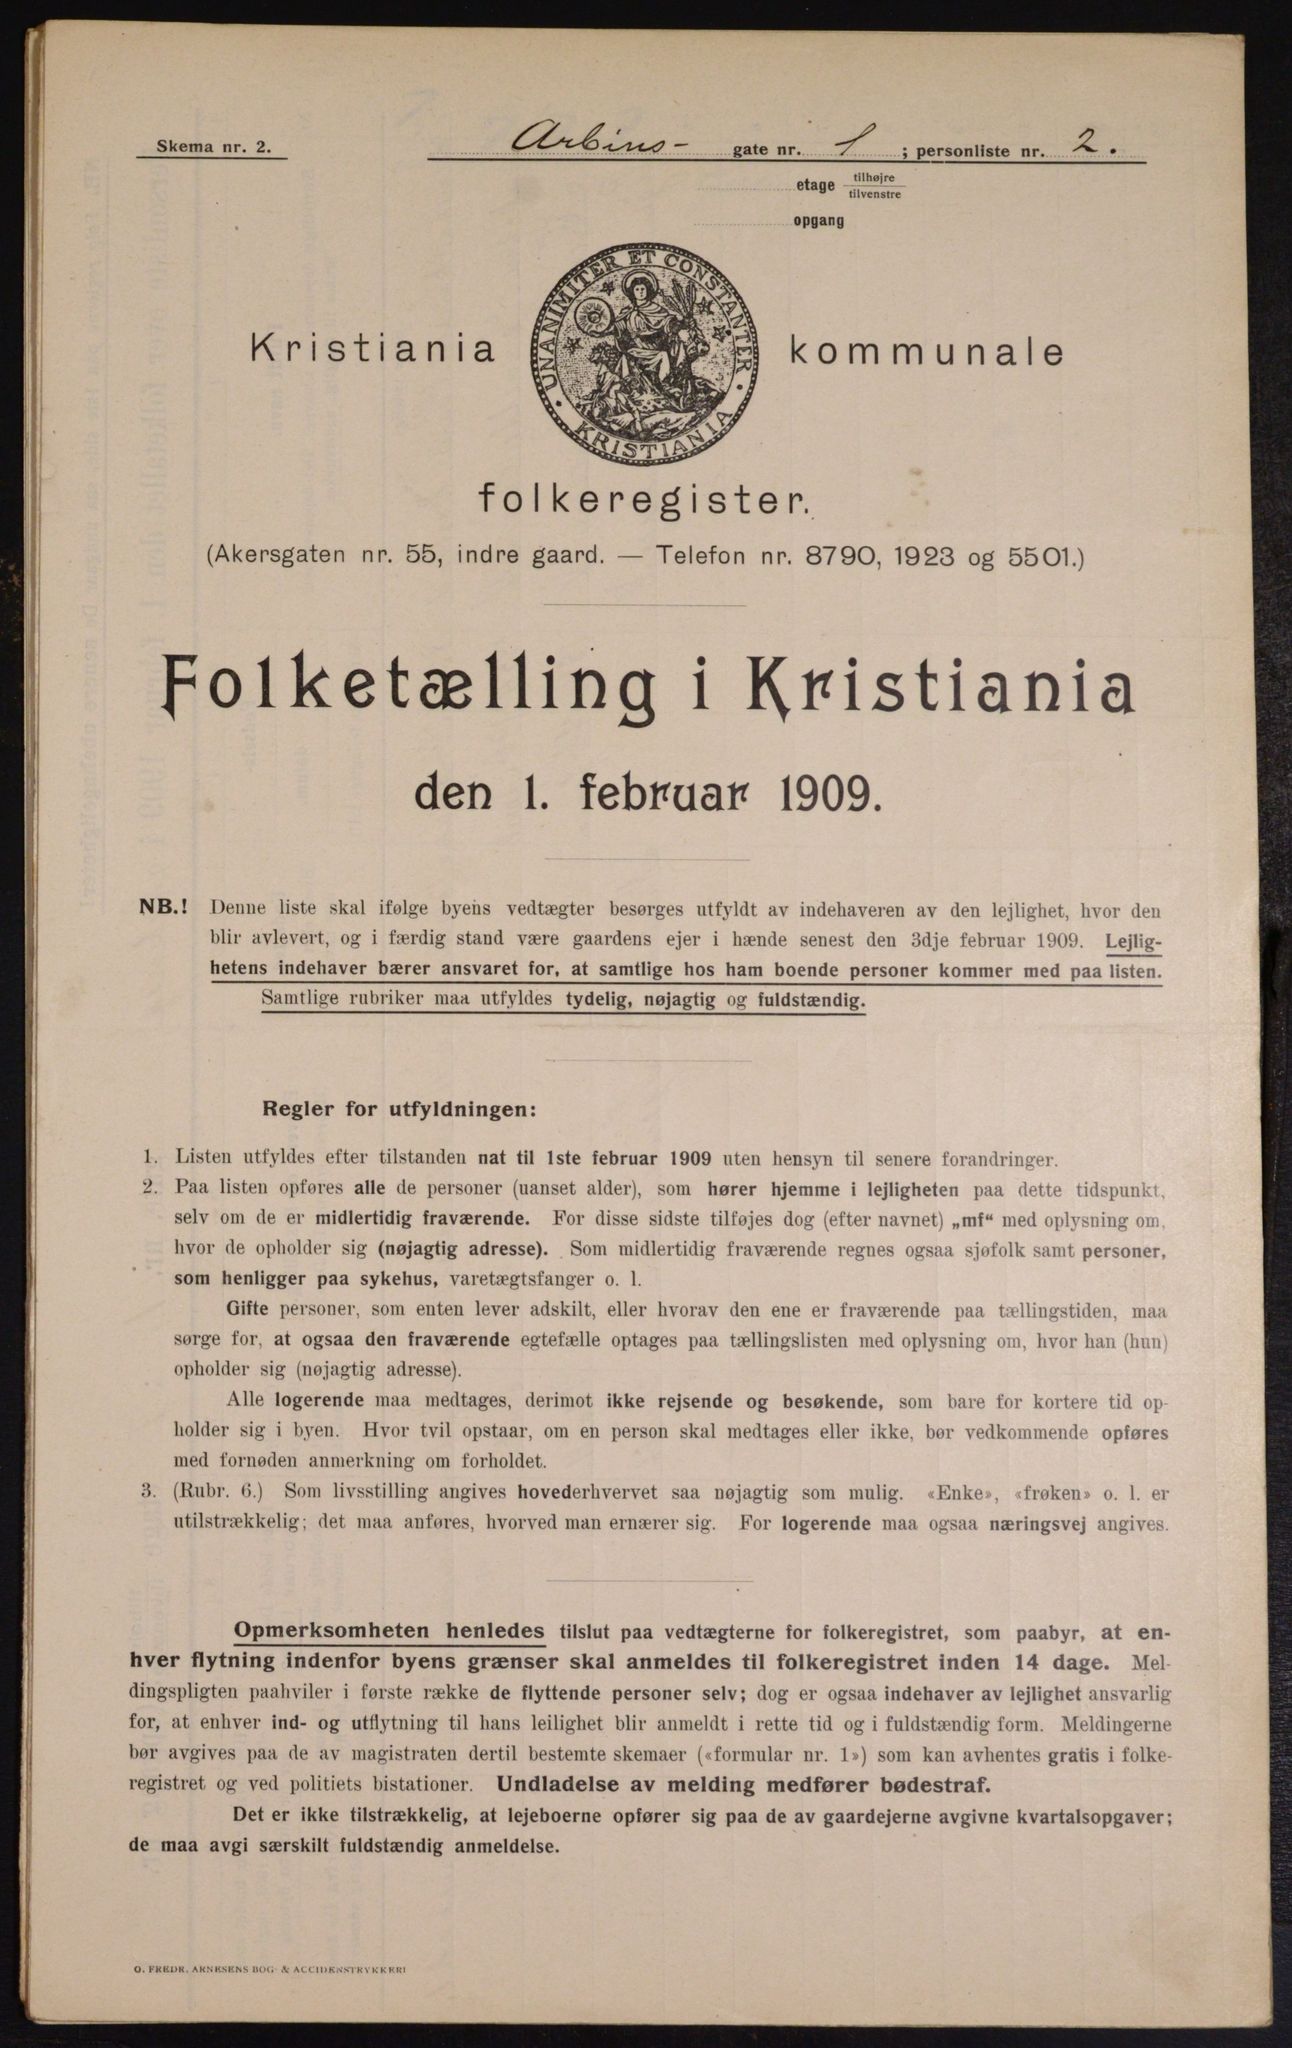 Skema nr. 2.
Arbins- gate nr. 1 ; personliste nr. 2.
etage tilhøjre
tilvenstre
opgang
UNANIMITER ET CONSTANTER
KRISTIANIA
Kristiania kommunale
folkeregister.
(Akersgaten nr. 55, indre gaard. — Telefon nr. 8790, 1923 og 5501.)
Folketælling i Kristiania
den 1. februar 1909.
NB.! Denne liste skal ifølge byens vedtægter besørges utfyldt av indehaveren av den lejlighet, hvor den
blir avlevert, og i færdig stand være gaardens ejer i hænde senest den 3dje februar 1909. Lejlig-
hetens indehaver bærer ansvaret for, at samtlige hos ham boende personer kommer med paa listen.
Samtlige rubriker maa utfyldes tydelig, nøjagtig og fuldstændig.
Regler for utfyldningen:
1. Listen utfyldes efter tilstanden nat til 1ste februar 1909 uten hensyn til senere forandringer.
2. Paa listen opføres alle de personer (uanset alder), som hører hjemme i lejligheten paa dette tidspunkt,
selv om de er midlertidig fraværende. For disse sidste tilføjes dog (efter navnet) „mf“ med oplysning om,
hvor de opholder sig (nøjagtig adresse). Som midlertidig fraværende regnes ogsaa sjøfolk samt personer,
som henligger paa sykehus, varetægtsfanger o. l.
Gifte personer, som enten lever adskilt, eller hvorav den ene er fraværende paa tællingstiden, maa
sørge for, at ogsaa den fraværende egtefælle optages paa tællingslisten med oplysning om, hvor han (hun)
opholder sig (nøjagtig adresse).
Alle logerende maa medtages, derimot ikke rejsende og besøkende, som bare for kortere tid op-
holder sig i byen. Hvor tvil opstaar, om en person skal medtages eller ikke, bør vedkommende opføres
med fornøden anmerkning om forholdet.
3. (Rubr. 6.) Som livsstilling angives hovederhvervet saa nøjagtig som mulig. «Enke», «frøken» o. l. er
utilstrækkelig; det maa anføres, hvorved man ernærer sig. For logerende maa ogsaa næringsvej angives.
Opmerksomheten henledes tilslut paa vedtægterne for folkeregistret, som paabyr, at en-
hver flytning indenfor byens grænser skal anmeldes til folkeregistret inden 14 dage. Mel-
dingspligten paahviler i første række de flyttende personer selv; dog er ogsaa indehaver av lejlighet ansvarlig
for, at enhver ind- og utflytning til hans leilighet blir anmeldt i rette tid og i fuldstændig form. Meldingerne
bør avgives paa de av magistraten dertil bestemte skemaer («formular nr. 1») som kan avhentes gratis i folke-
registret og ved politiets bistationer. Undladelse av melding medfører bødestraf.
Det er ikke tilstrækkelig, at lejeboerne opfører sig paa de av gaardejerne avgivne kvartalsopgaver;
de maa avgi særskilt fuldstændig anmeldelse.
O. FREDR. ARNESENS BOG- & ACCIDENSTRYKKERI